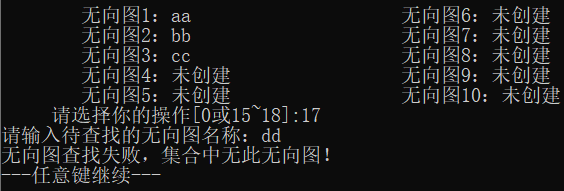 无向图1: aa 无向图6: 未创建
无向图2: bb 无向图7: 未创建
无向图3: cc 无向图8: 未创建
无向图4: 未创建 无向图9: 未创建
无向图5: 未创建 无向图10: 未创建
请选择你的操作[0或15~18]:17
请输入待查找的无向图名称: dd
无向图查找失败，集合中无此无向图!
---任意键继续---